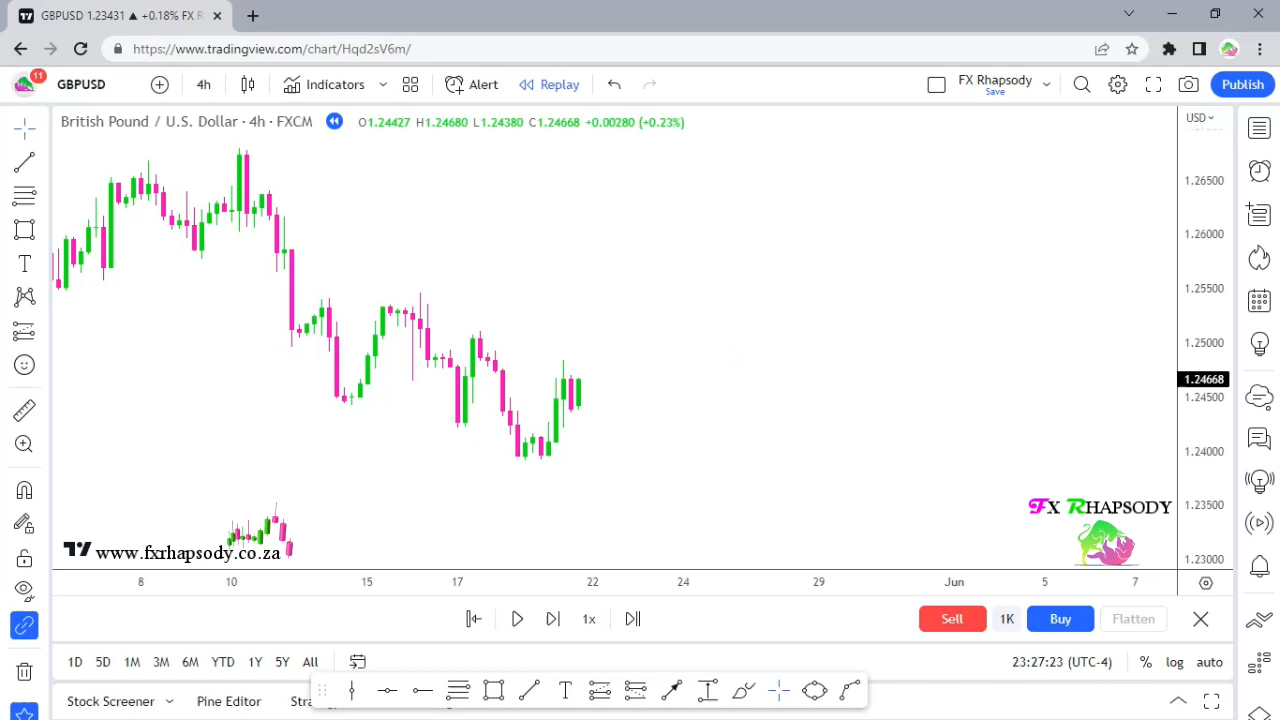 GBPUSD 1.23431 ▲ +0.18% FX R
https://www.tradingview.com/chart/Hqd2sV6m/
11
GBPUSD
4h
Indicators
Alert
Replay
FX Rhapsody
Save
Publish
British Pound / U.S. Dollar · 4h · FXCM
O1.24427 H1.24680 L1.24380 C1.24668 +0.00280 (+0.23%)
USD
1.26500
1.26000
1.25500
1.25000
1.24668
1.24500
1.24000
1.23500
1.23000
FX RHAPSODY
www.fxrhapsody.co.za
8 10 15 17 22 24 29 Jun 5 7
1x
Sell 1K Buy Flatten
1D 5D 1M 3M 6M YTD 1Y 5Y All
23:27:23 (UTC-4) % log auto
Stock Screener Pine Editor